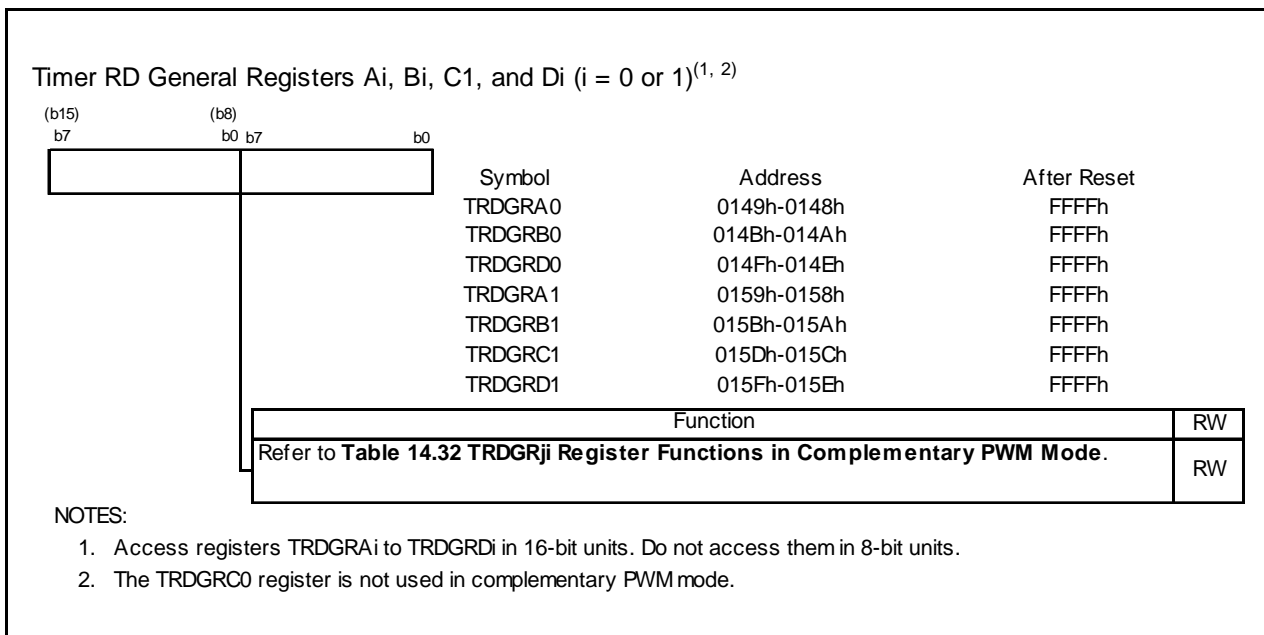 Timer RD General Registers Ai, Bi, C1, and Di (i = 0 or 1)(1, 2)
(b15) (b8)
b7 b0 b7 b0
Symbol Address After Reset
TRDGRA0 0149h-0148h FFFFh
TRDGRB0 014Bh-014Ah FFFFh
TRDGRD0 014Fh-014Eh FFFFh
TRDGRA1 0159h-0158h FFFFh
TRDGRB1 015Bh-015Ah FFFFh
TRDGRC1 015Dh-015Ch FFFFh
TRDGRD1 015Fh-015Eh FFFFh
Function RW
Refer to Table 14.32 TRDGRji Register Functions in Complementary PWM Mode. RW
NOTES:
1. Access registers TRDGRAi to TRDGRDi in 16-bit units. Do not access them in 8-bit units.
2. The TRDGRC0 register is not used in complementary PWM mode.